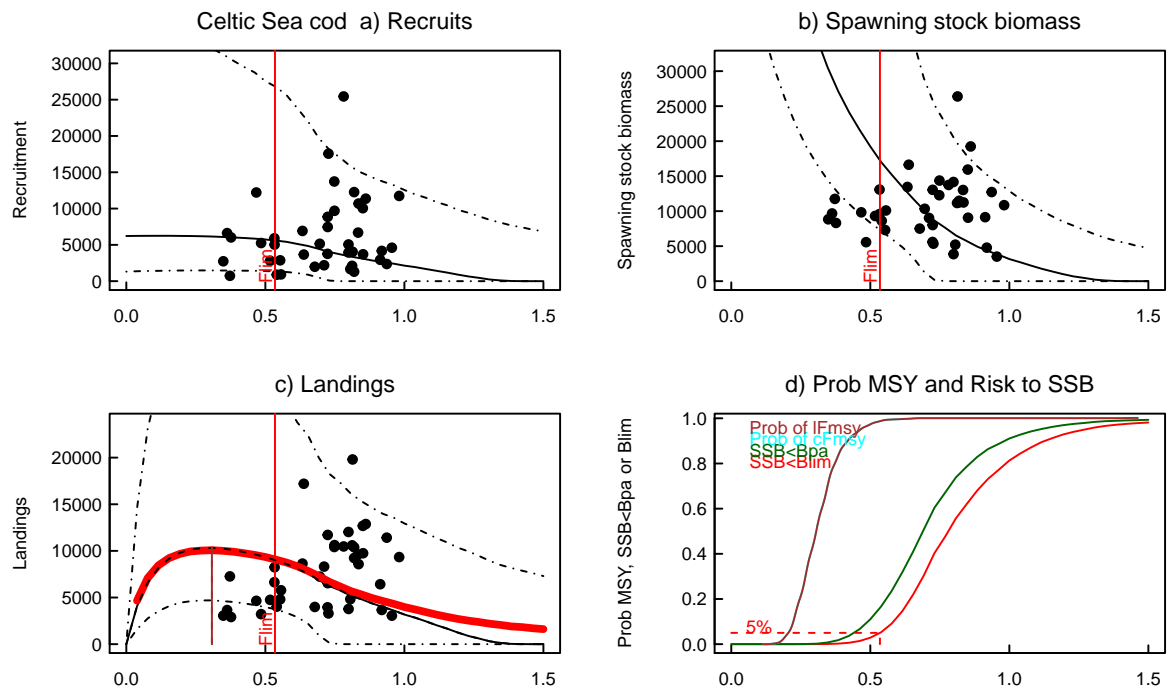 Celtic Sea cod a) Recruits
Recruitment
30000
25000
20000
15000
10000
5000
0
Flim
0.0 0.5 1.0 1.5
b) Spawning stock biomass
Spawning stock biomass
30000
25000
20000
15000
10000
5000
0
Flim
0.0 0.5 1.0 1.5
c) Landings
Landings
20000
15000
10000
5000
0
Flim
0.0 0.5 1.0 1.5
d) Prob MSY and Risk to SSB
Prob MSY, SSB<Bpa or Blim
1.0
0.8
0.6
0.4
0.2
0.0
Prob of lFmsy
Prob of cFmsy
SSB<Bpa
SSB<Blim
5%
0.0 0.5 1.0 1.5